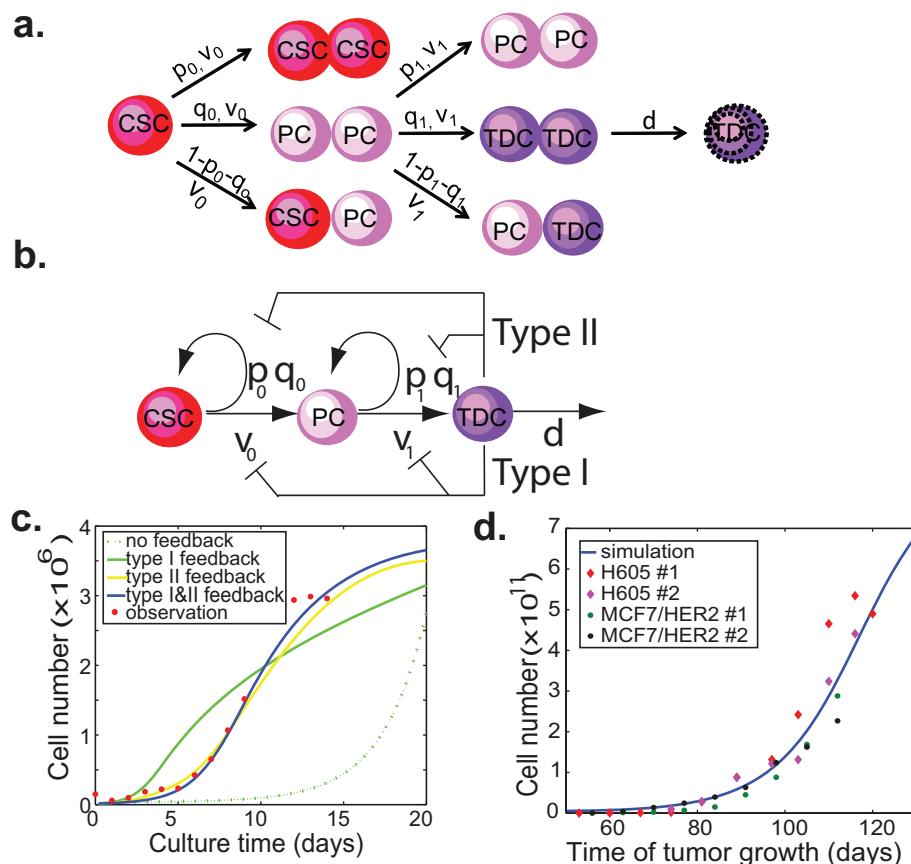 a.
CSC CSC
PC PC
p₀, v₀
p₁, v₁
CSC
q₀, v₀
PC PC
q₁, v₁
TDC TDC
d
TDC
1-p₀-q₀
v₀
1-p₁-q₁
v₁
CSC PC
PC TDC
b.
Type II
p₀ q₀
p₁ q₁
CSC
PC
TDC
v₀
v₁
d
Type I
c.
Cell number (×10⁶)
4
3
2
1
0
no feedback
type I feedback
type II feedback
type I&II feedback
observation
0 5 10 15 20
Culture time (days)
d.
Cell number (×10¹¹)
7
6
5
4
3
2
1
0
simulation
H605 #1
H605 #2
MCF7/HER2 #1
MCF7/HER2 #2
60 80 100 120
Time of tumor growth (days)